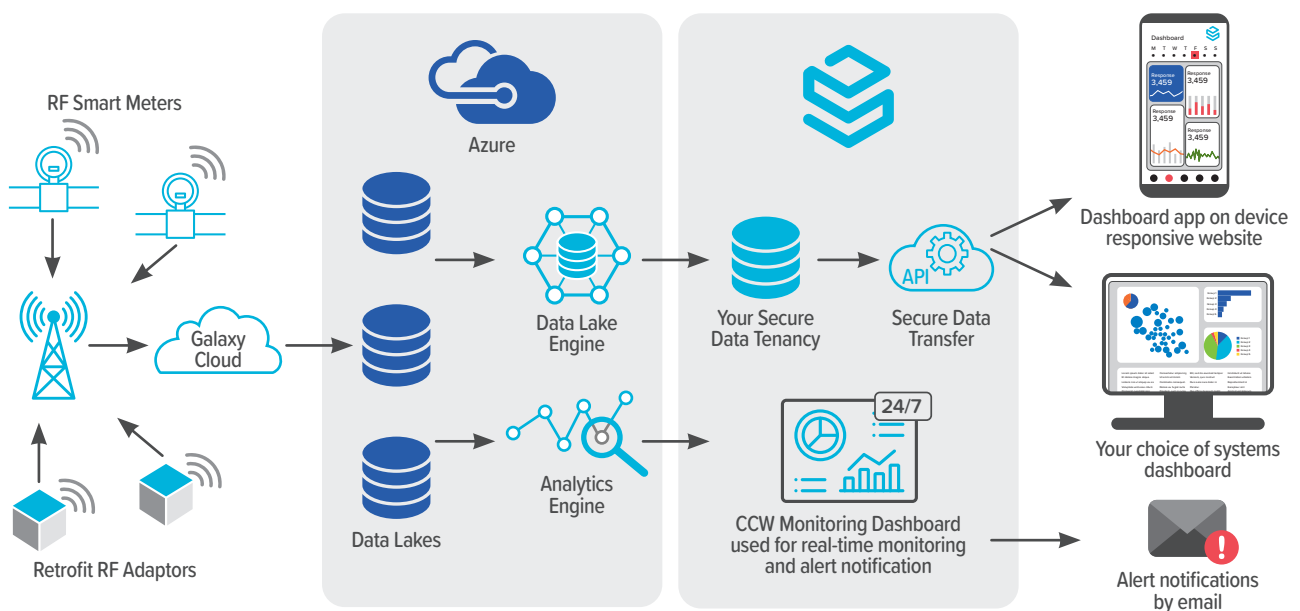 RF Smart Meters
Galaxy
Cloud
Retrofit RF Adaptors
Azure
Data Lakes
Data Lake
Engine
Analytics
Engine
Your Secure
Data Tenancy
API
Secure Data
Transfer
24/7
CCW Monitoring Dashboard
used for real-time monitoring
and alert notification
Dashboard
M T W T F S S
Response
3,459
Response
3,459
Response
3,459
Response
3,459
Dashboard app on device
responsive website
Your choice of systems
dashboard
!
Alert notifications
by email